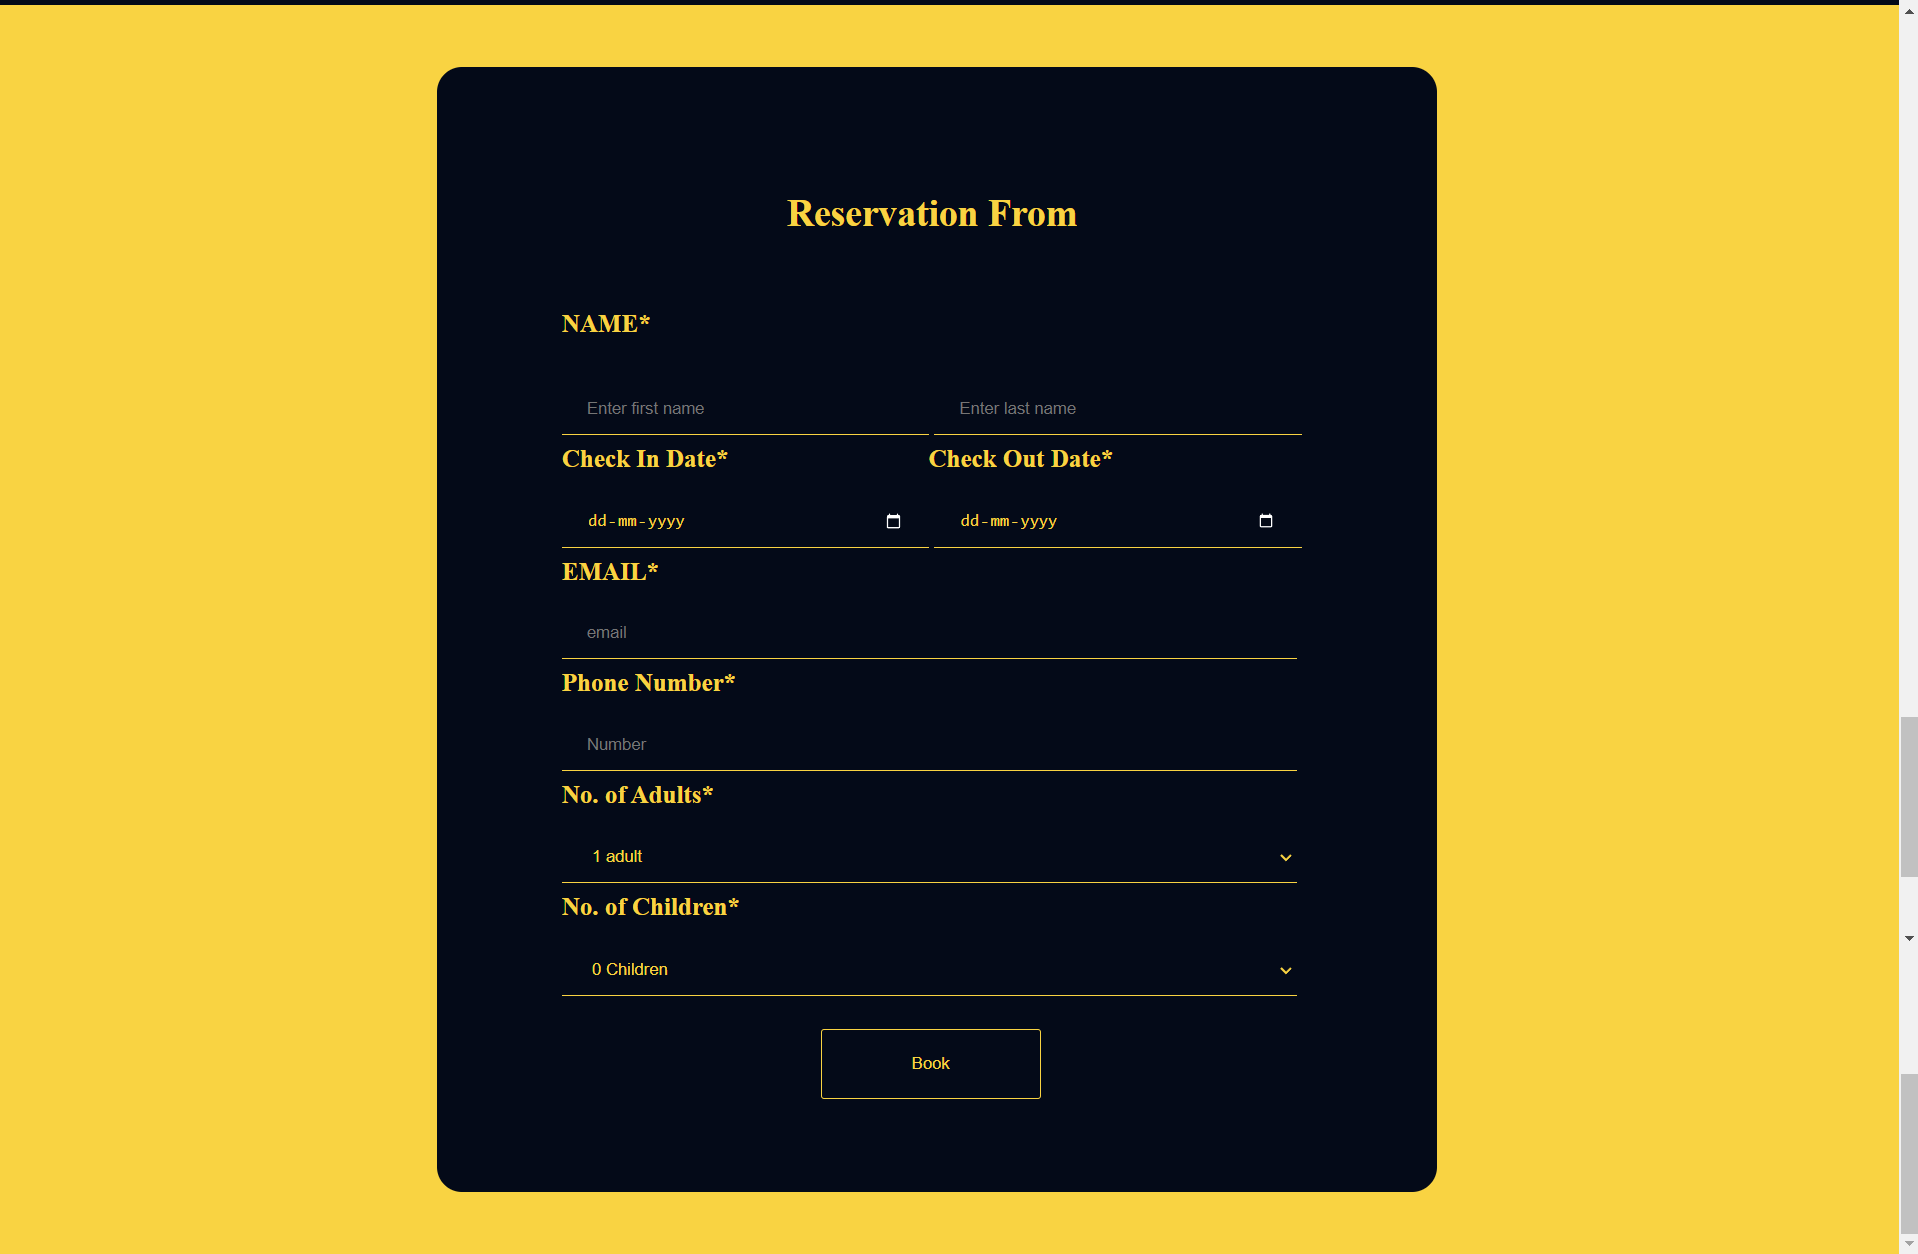 Reservation From
NAME*
Enter first name Enter last name
Check In Date* Check Out Date*
dd-mm-yyyy dd-mm-yyyy
EMAIL*
email
Phone Number*
Number
No. of Adults*
1 adult
No. of Children*
0 Children
Book